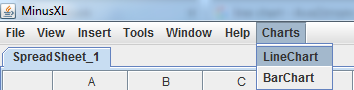 MinusXL
File View Insert Tools Window Help Charts
SpreadSheet_1 LineChart
A B C BarChart